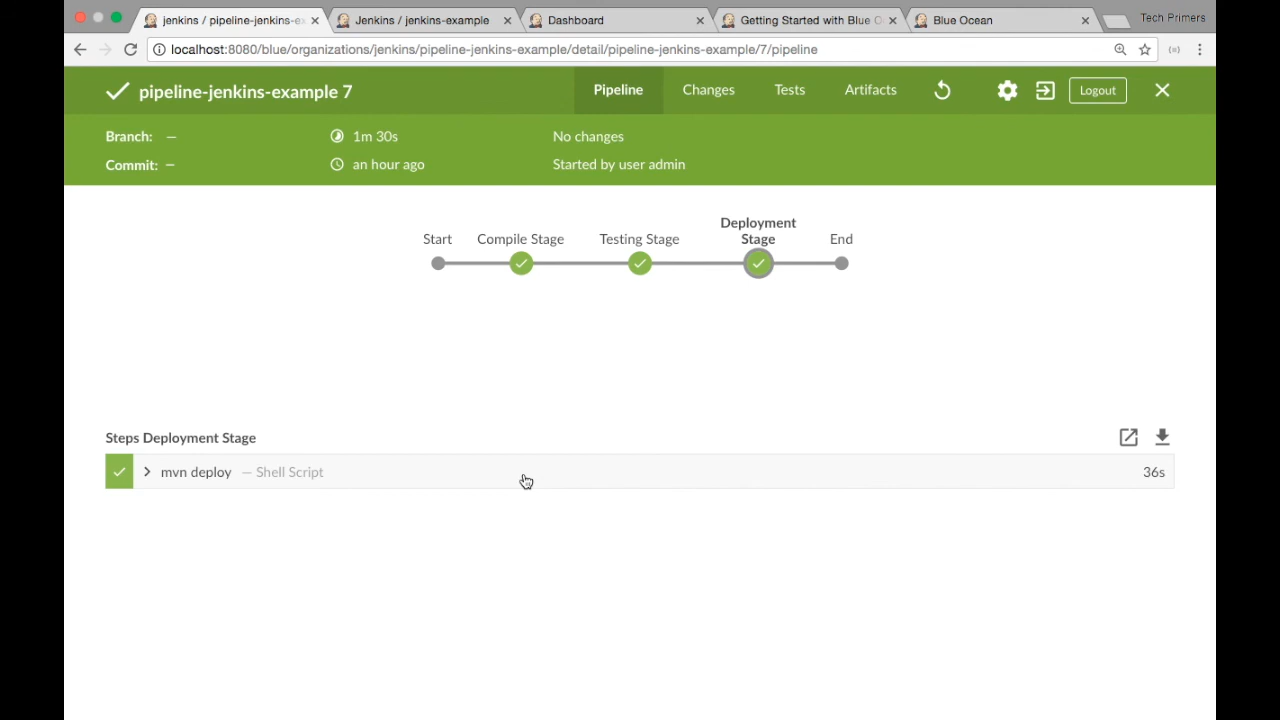 jenkins / pipeline-jenkins-ex
Jenkins / jenkins-example
Dashboard
Getting Started with Blue O
Blue Ocean
Tech Primers
localhost:8080/blue/organizations/jenkins/pipeline-jenkins-example/detail/pipeline-jenkins-example/7/pipeline
pipeline-jenkins-example 7
Pipeline
Changes
Tests
Artifacts
Logout
Branch: —
1m 30s
No changes
Commit: —
an hour ago
Started by user admin
Start
Compile Stage
Testing Stage
Deployment
Stage
End
Steps Deployment Stage
mvn deploy — Shell Script
36s